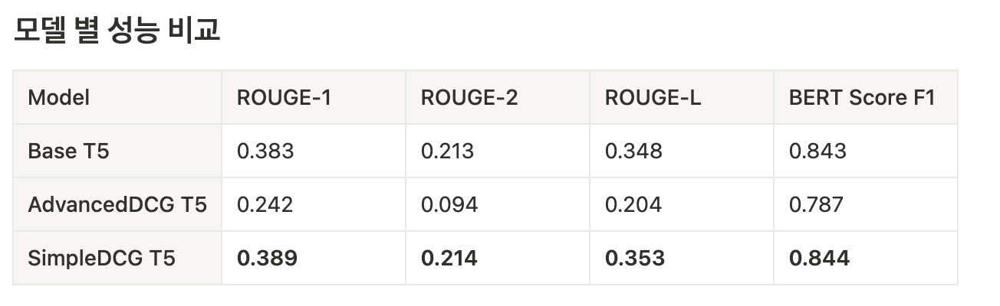 모델 별 성능 비교
Model ROUGE-1 ROUGE-2 ROUGE-L BERT Score F1
Base T5 0.383 0.213 0.348 0.843
AdvancedDCG T5 0.242 0.094 0.204 0.787
SimpleDCG T5 0.389 0.214 0.353 0.844